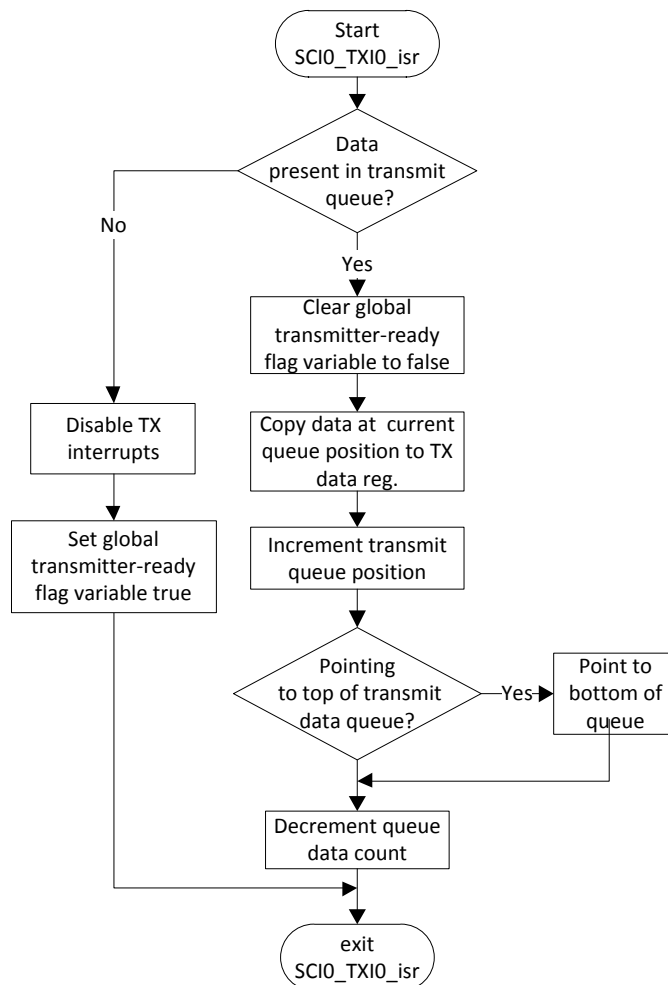 Start
SCI0_TXI0_isr
Data
present in transmit
queue?
No
Yes
Clear global
transmitter-ready
flag variable to false
Disable TX
interrupts
Copy data at current
queue position to TX
data reg.
Set global
transmitter-ready
flag variable true
Increment transmit
queue position
Pointing
to top of transmit
data queue?
Yes
Point to
bottom of
queue
Decrement queue
data count
exit
SCI0_TXI0_isr